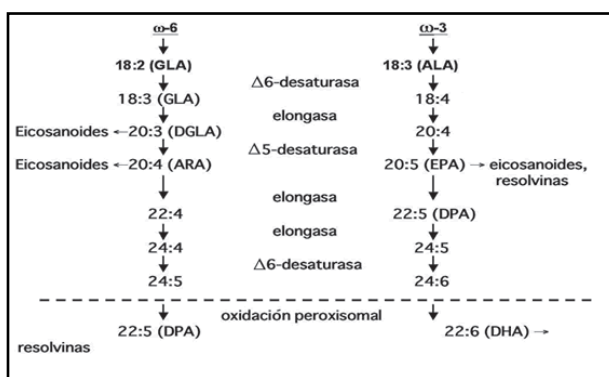 ω-6 ω-3
18:2 (GLA) 18:3 (ALA)
Δ6-desaturasa
18:3 (GLA) 18:4
elongasa
Eicosanoides ←20:3 (DGLA) 20:4
Δ5-desaturasa
Eicosanoides ←20:4 (ARA) 20:5 (EPA) → eicosanoides,
resolvinas
elongasa
22:4 22:5 (DPA)
elongasa
24:4 24:5
Δ6-desaturasa
24:5 24:6
oxidación peroxisomal
22:5 (DPA) 22:6 (DHA) →
resolvinas